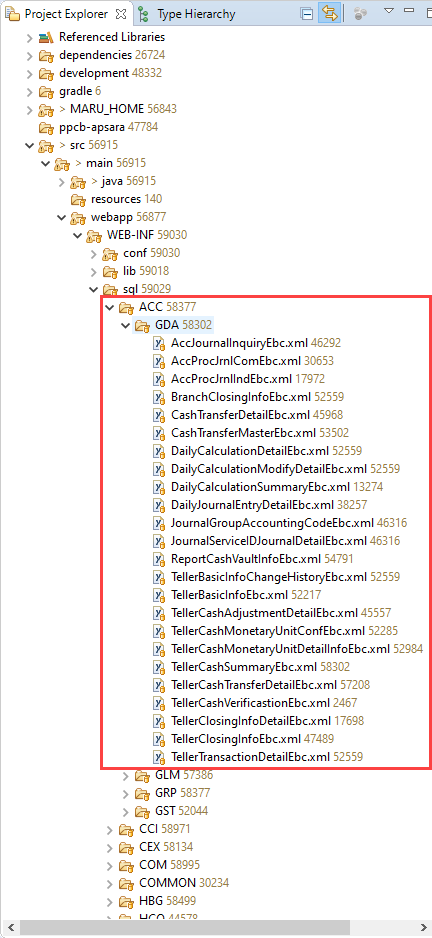 Project Explorer Type Hierarchy
Referenced Libraries
dependencies 26724
development 48332
gradle 6
> MARU_HOME 56843
ppcb-apsara 47784
> src 56915
> main 56915
> java 56915
resources 140
webapp 56877
WEB-INF 59030
conf 59030
lib 59018
sql 59029
ACC 58377
GDA 58302
AccJournalInquiryEbc.xml 46292
AccProcJrnlComEbc.xml 30653
AccProcJrnlIndEbc.xml 17972
BranchClosingInfoEbc.xml 52559
CashTransferDetailEbc.xml 45968
CashTransferMasterEbc.xml 53502
DailyCalculationDetailEbc.xml 52559
DailyCalculationModifyDetailEbc.xml 52559
DailyCalculationSummaryEbc.xml 13274
DailyJournalEntryDetailEbc.xml 38257
JournalGroupAccountingCodeEbc.xml 46316
JournalServiceIDJournalDetailEbc.xml 46316
ReportCashVaultInfoEbc.xml 54791
TellerBasicInfoChangeHistoryEbc.xml 52559
TellerBasicInfoEbc.xml 52217
TellerCashAdjustmentDetailEbc.xml 45557
TellerCashMonetaryUnitConfEbc.xml 52285
TellerCashMonetaryUnitDetailInfoEbc.xml 52984
TellerCashSummaryEbc.xml 58302
TellerCashTransferDetailEbc.xml 57208
TellerCashVerificastionEbc.xml 2467
TellerClosingInfoDetailEbc.xml 17698
TellerClosingInfoEbc.xml 47489
TellerTransactionDetailEbc.xml 52559
GLM 57386
GRP 58377
GST 52044
CCI 58971
CEX 58134
COM 58995
COMMON 30234
HBG 58499
HCO 44578